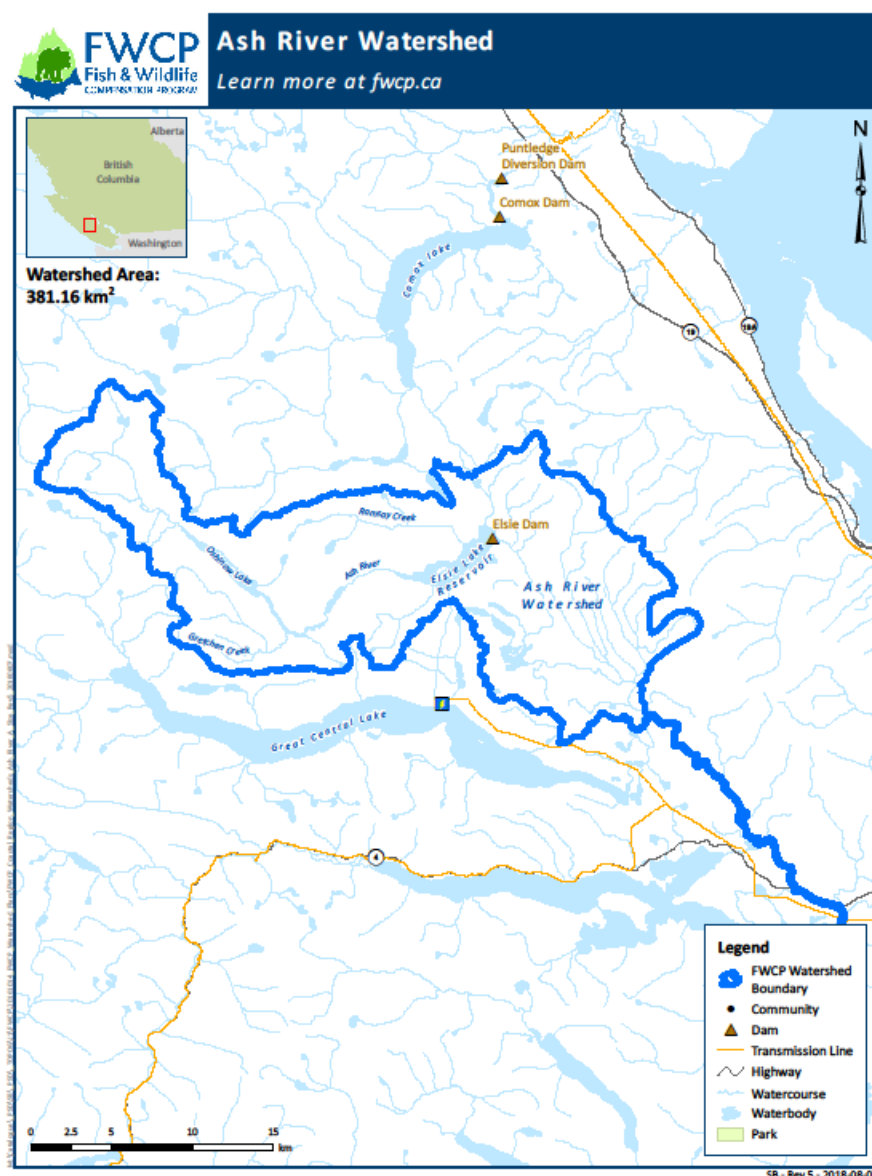 FWCP
Fish & Wildlife
COMPENSATION PROGRAM
Ash River Watershed
Learn more at fwcp.ca
Alberta
British
Columbia
Washington
Watershed Area:
381.16 km²
N
Puntledge
Diversion Dam
Comox Dam
Comox Lake
19
19A
Ramsay Creek
Elsie Dam
Oshinow Lake
Ash River
Elsie Lake
Reservoir
Ash River
Watershed
Gretchen Creek
Great Central Lake
4
Legend
FWCP Watershed
Boundary
Community
Dam
Transmission Line
Highway
Watercourse
Waterbody
Park
0 2.5 5 10 15
km